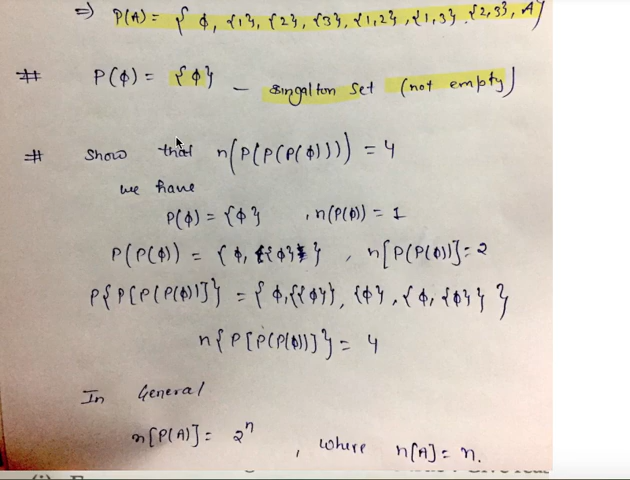 ⇒ P(A) = { ϕ, {1}, {2}, {3}, {1,2}, {1,3}, {2,3}, A }
# P(ϕ) = {ϕ} – singalton set (not empty)
# Show that n(P(P(P(ϕ)))) = 4
we have
P(ϕ) = {ϕ} , n(P(ϕ)) = 1
P(P(ϕ)) = {ϕ, {ϕ}} , n[P(P(ϕ))] = 2
P{P[P(P(ϕ))]} = {ϕ, {{ϕ}}, {ϕ}, {ϕ, {ϕ}}}
n{P[P(P(ϕ))]} = 4
In General
n[P(A)] = 2ⁿ , where n[A] = n.